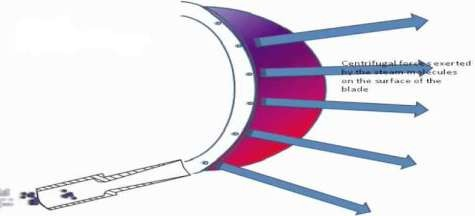 Centrifugal forces exerted
by the steam molecules
on the surface of the
blade